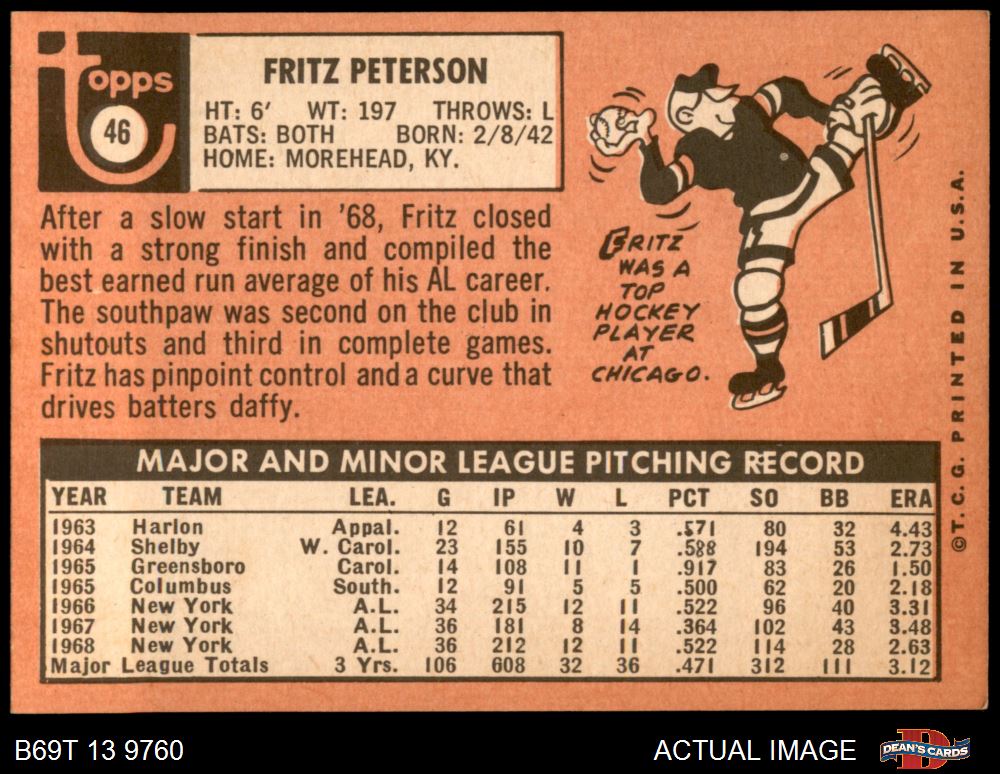 topps
46
FRITZ PETERSON
HT: 6' WT: 197 THROWS: L
BATS: BOTH BORN: 2/8/42
HOME: MOREHEAD, KY.
After a slow start in '68, Fritz closed
with a strong finish and compiled the
best earned run average of his AL career.
The southpaw was second on the club in
shutouts and third in complete games.
Fritz has pinpoint control and a curve that
drives batters daffy.
FRITZ
WAS A
TOP
HOCKEY
PLAYER
AT
CHICAGO.
MAJOR AND MINOR LEAGUE PITCHING RECORD
YEAR TEAM LEA. G IP W L PCT SO BB ERA
1963 Harlon Appal. 12 61 4 3 .571 80 32 4.43
1964 Shelby W. Carol. 23 155 10 7 .588 194 53 2.73
1965 Greensboro Carol. 14 108 11 1 .917 83 26 1.50
1965 Columbus South. 12 91 5 5 .500 62 20 2.18
1966 New York A.L. 34 215 12 11 .522 96 40 3.31
1967 New York A.L. 36 181 8 14 .364 102 43 3.48
1968 New York A.L. 36 212 12 11 .522 114 28 2.63
Major League Totals 3 Yrs. 106 608 32 36 .471 312 111 3.12
©T.C.G. PRINTED IN U.S.A.
B69T 13 9760
ACTUAL IMAGE
DEAN'S CARDS